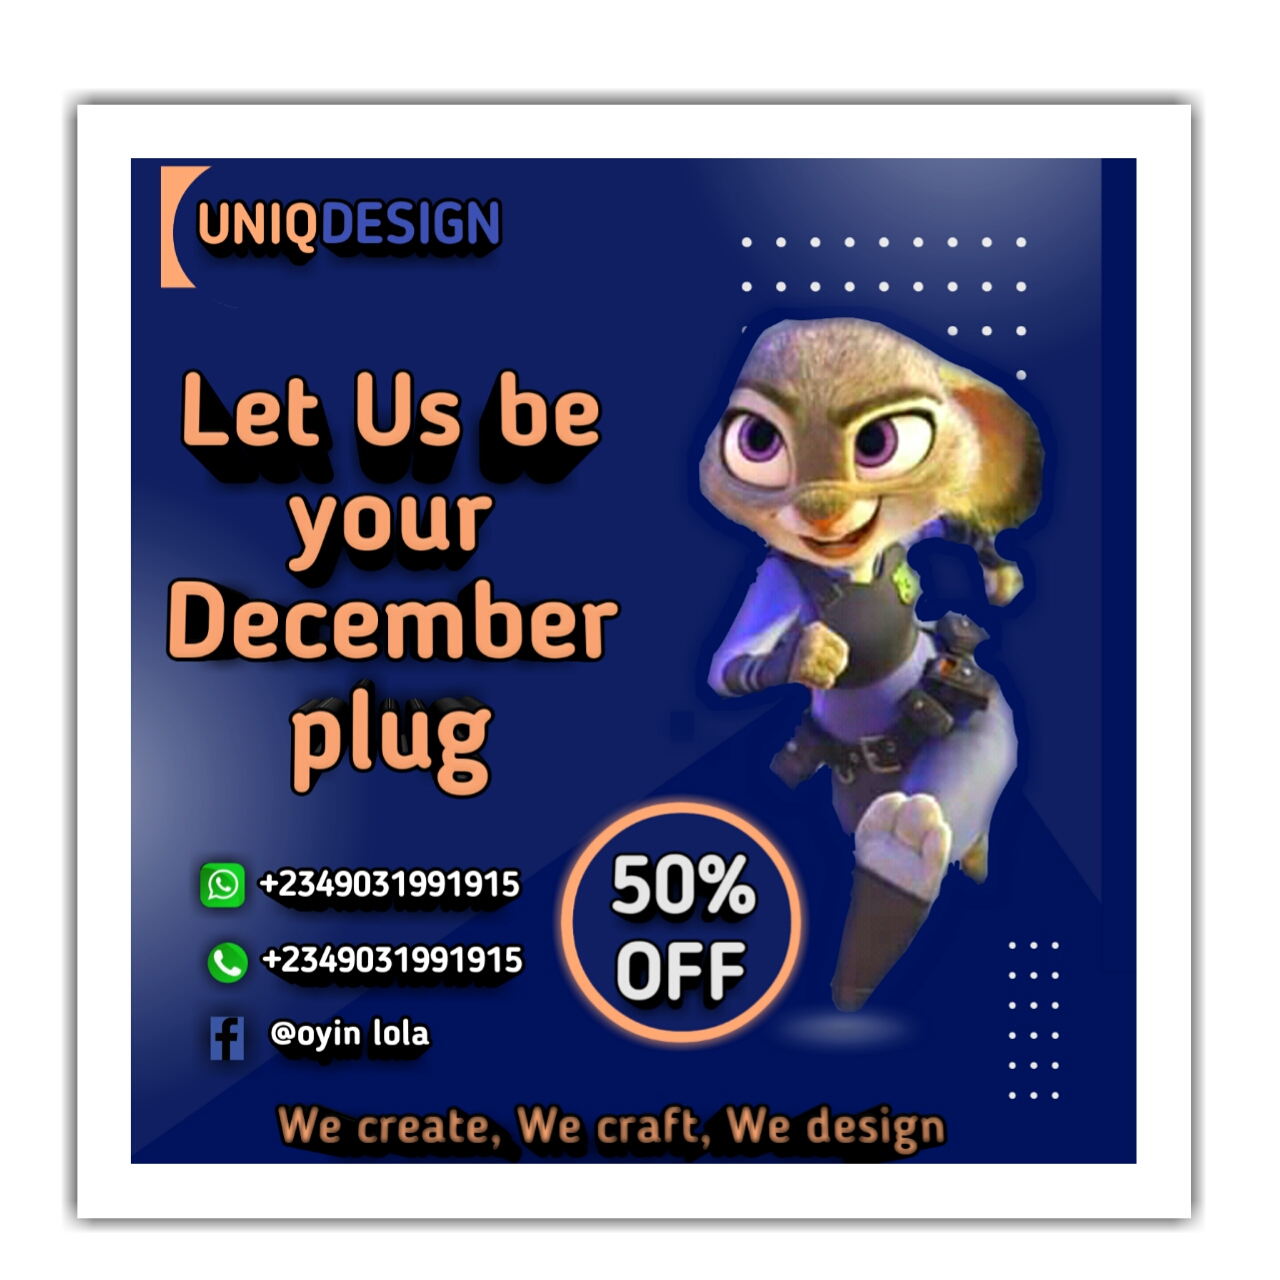 UNIQDESIGN
Let Us be
your
December
plug
+2349031991915
+2349031991915
@oyin lola
50%
OFF
We create, We craft, We design